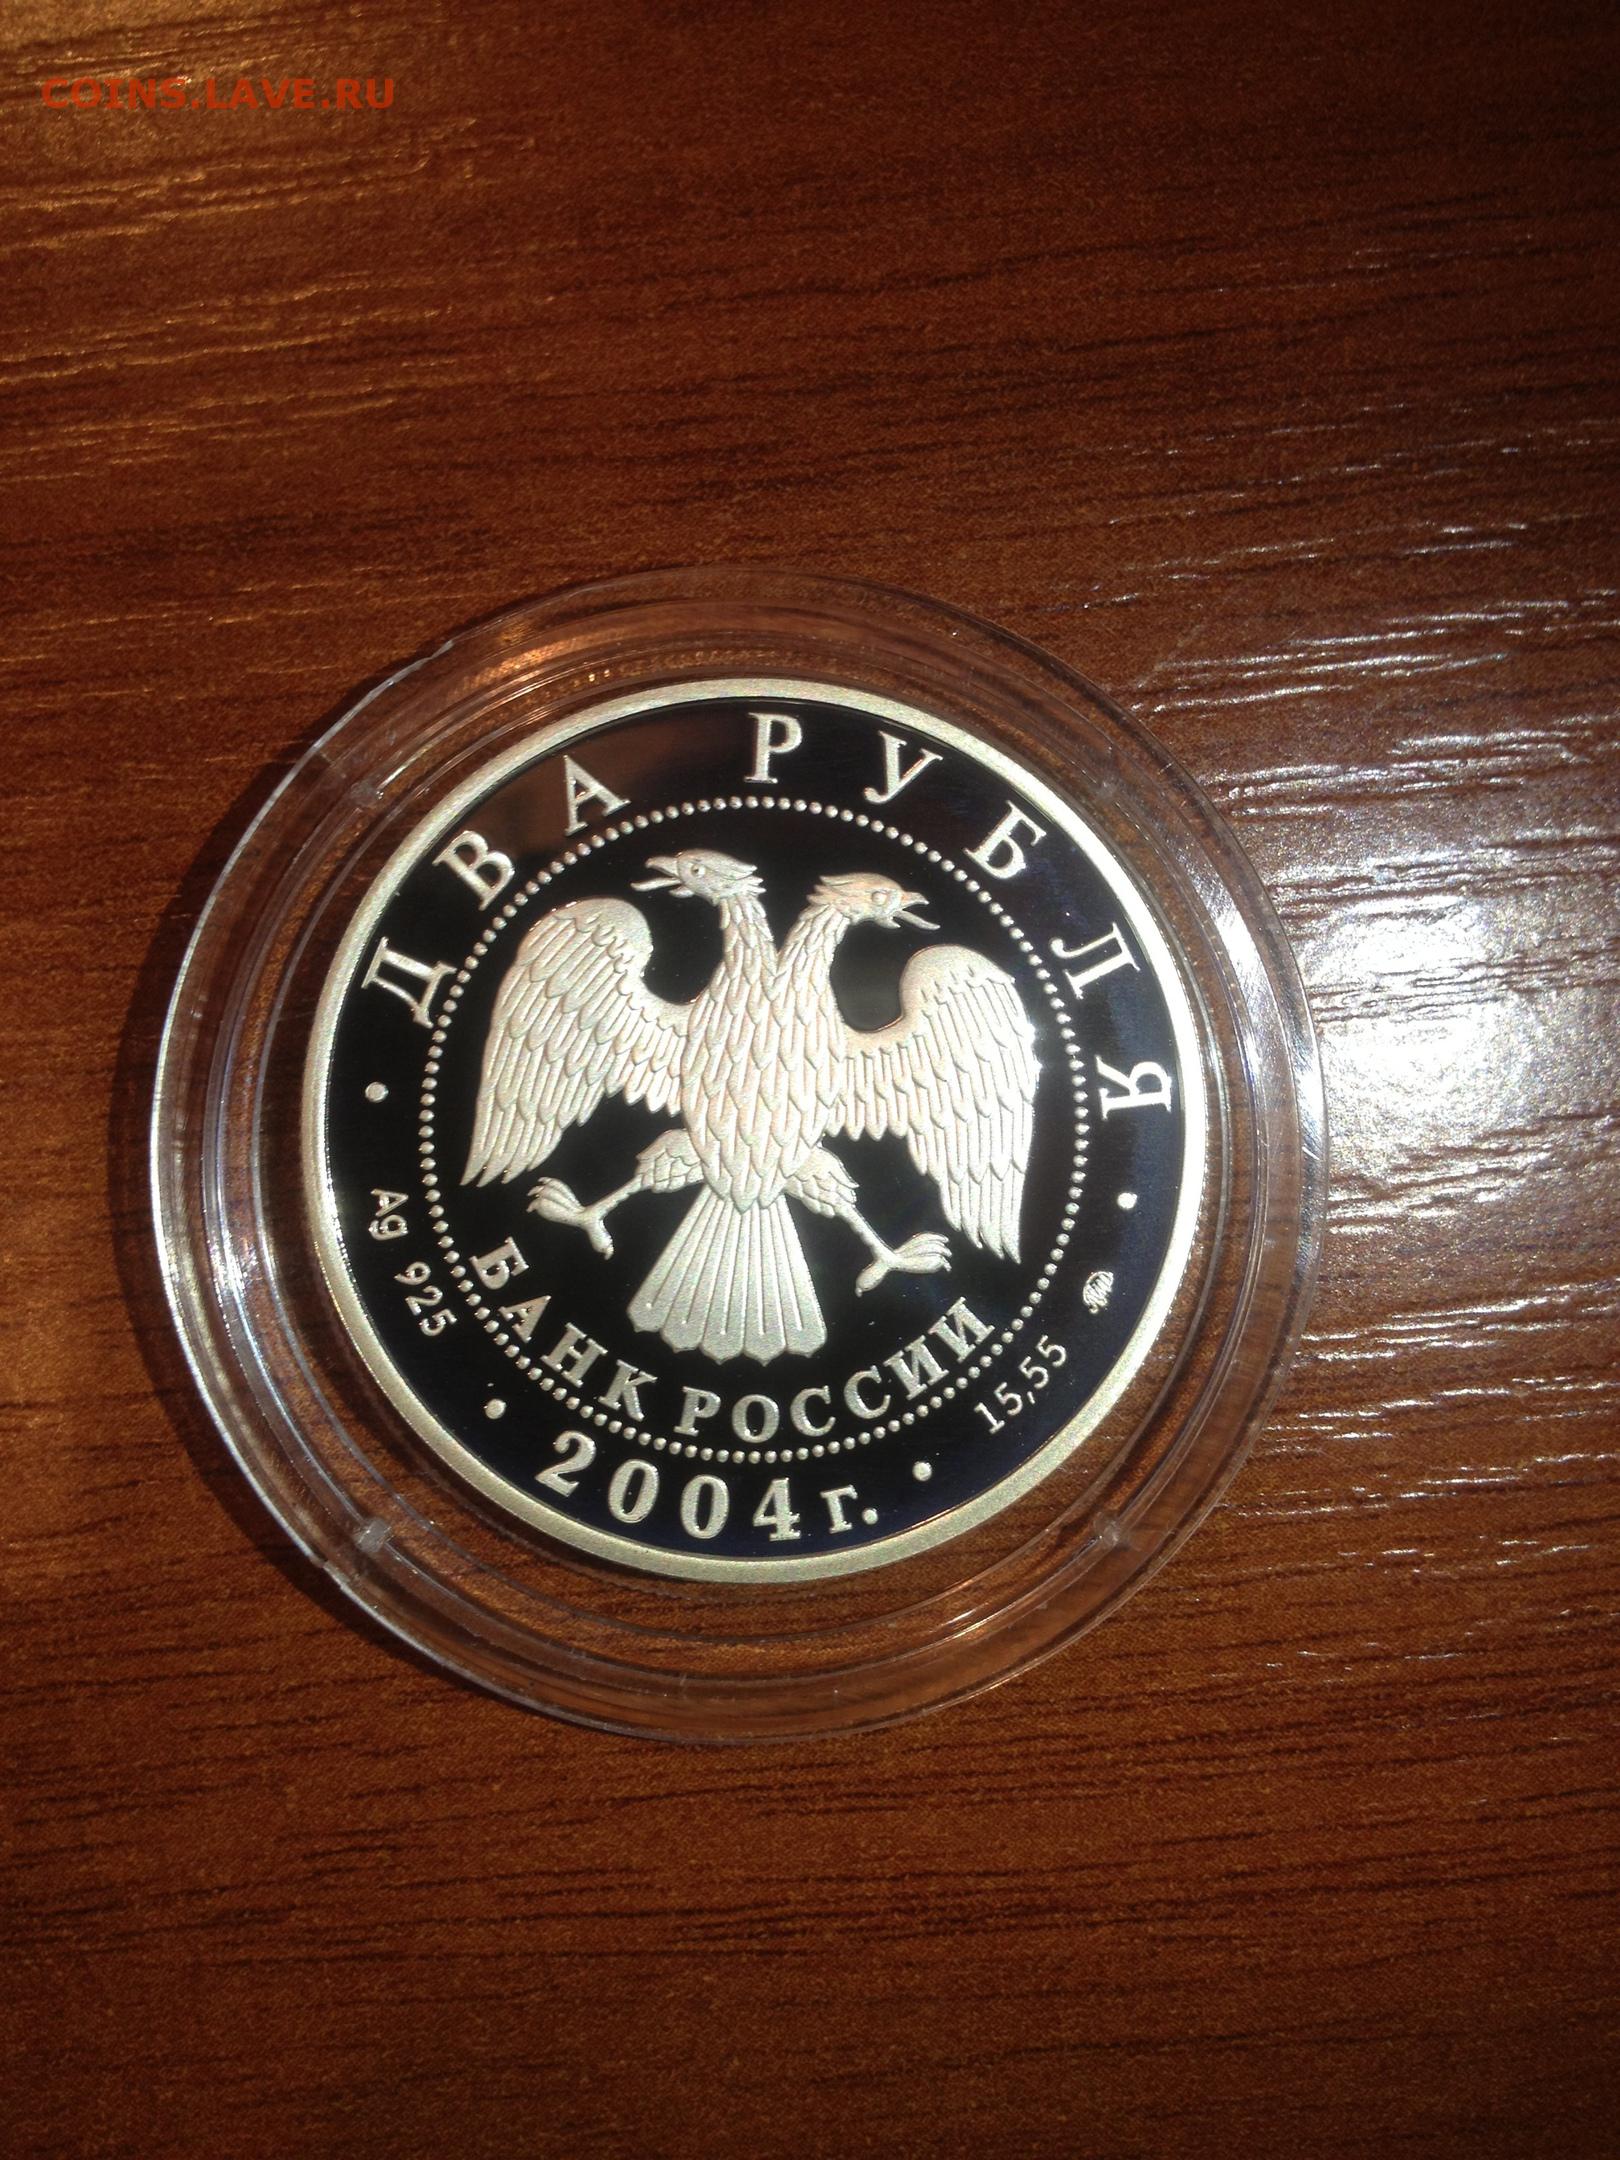 COINS.LAVE.RU
ДВА РУБЛЯ
Ag 925
БАНК РОССИИ
15,55
2004 г.